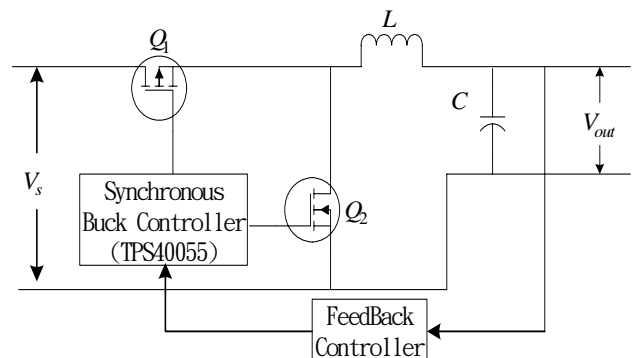 L
Q1
C
Vout
Vs
Synchronous
Buck Controller
(TPS40055)
Q2
FeedBack
Controller